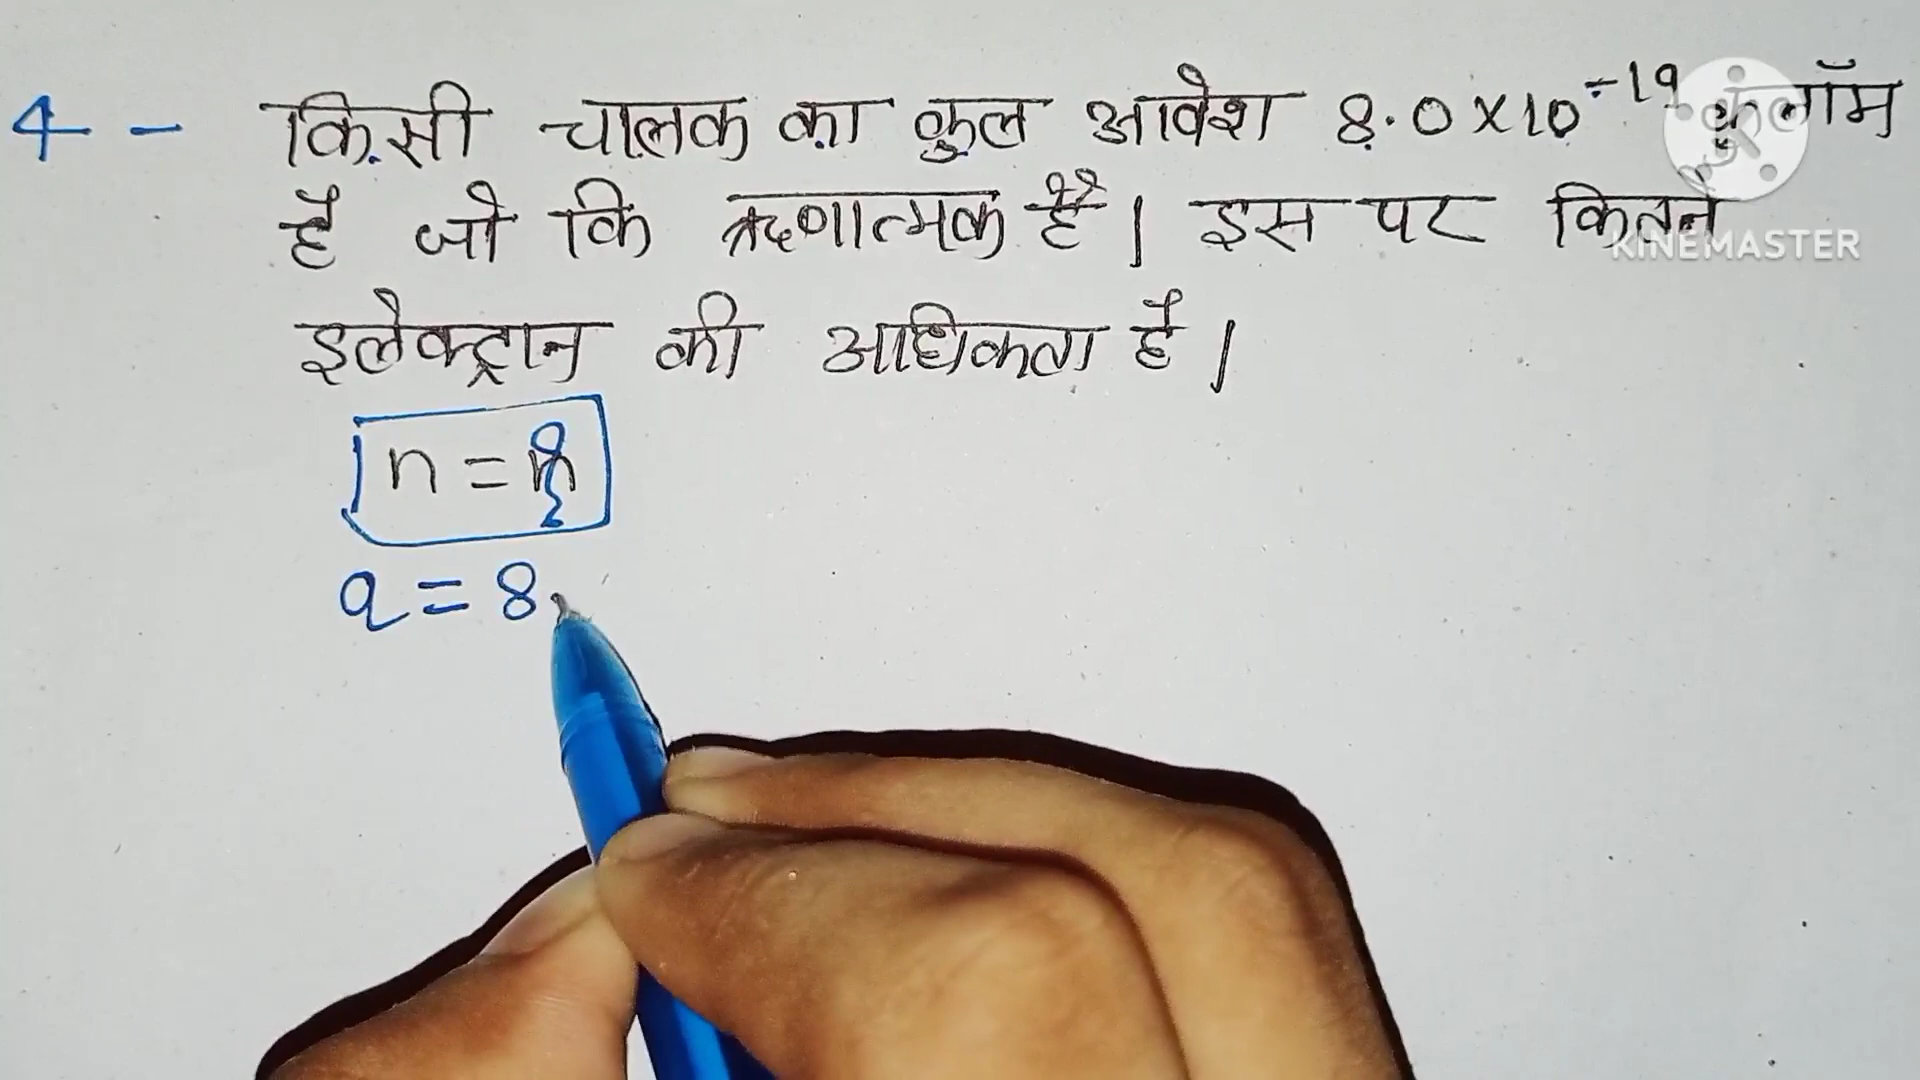 4 - किसी चालक का कुल आवेश 8.0 x 10⁻¹⁹ कुलॉम
है जो कि ऋणात्मक है। इस पर कितने
KINEMASTER
इलेक्ट्रान की अधिकता है।
n =
q = 8.